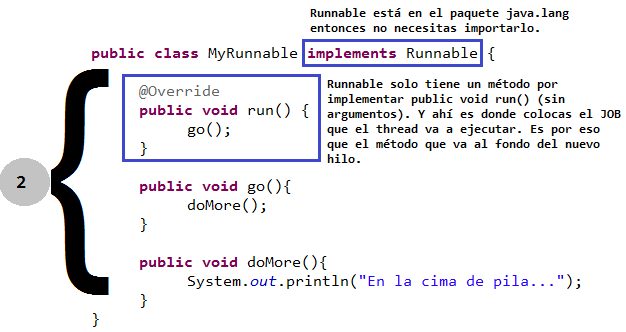 Runnable está en el paquete java.lang
entonces no necesitas importarlo.
public class MyRunnable implements Runnable {
@Override
public void run() {
go();
}
Runnable solo tiene un método por
implementar public void run() (sin
argumentos). Y ahí es donde colocas el JOB
que el thread va a ejecutar. Es por eso
que el método que va al fondo del nuevo
hilo.
{
2
public void go(){
doMore();
}
public void doMore(){
System.out.println("En la cima de pila...");
}
}